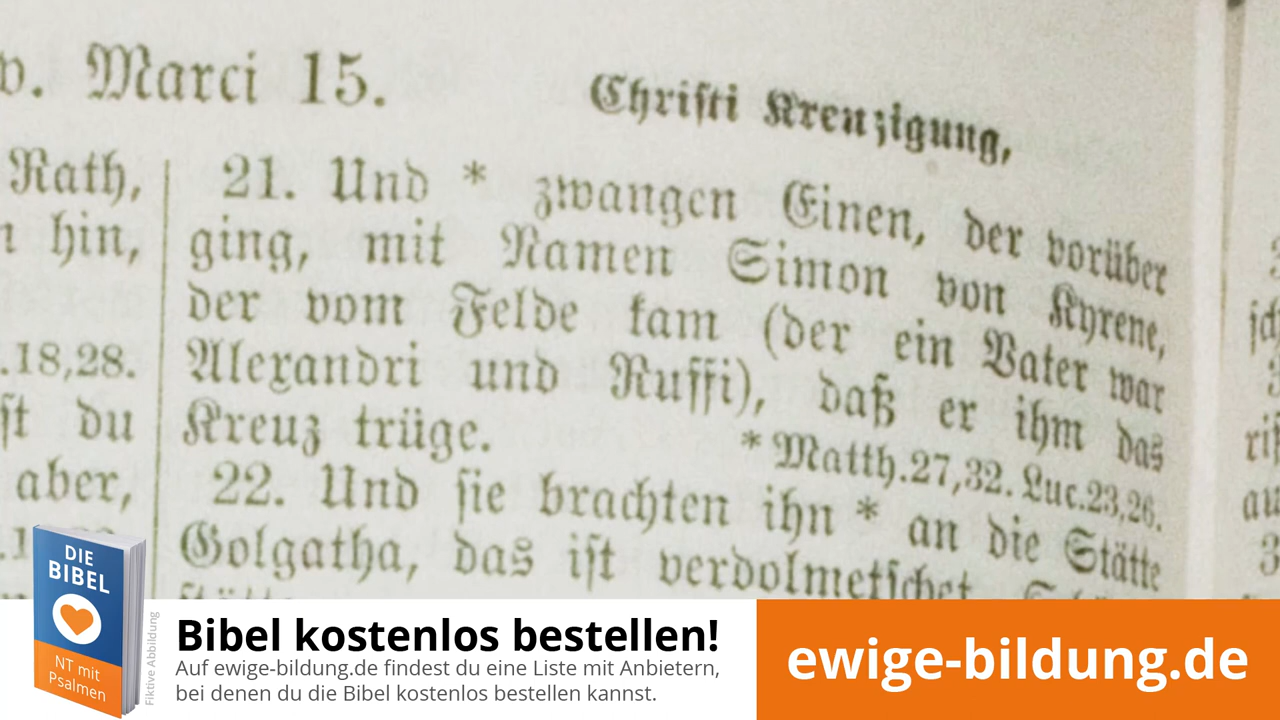 v. Marci 15.
Christi Kreuzigung,
Rath,
hin,
.18,28.
st du
aber,
21. Und * zwangen Einen, der vorüber
ging, mit Namen Simon von Kyrene,
der vom Felde kam (der ein Vater war
Alexandri und Ruffi), daß er ihm das
Kreuz trüge.
* Matth.27,32. Luc.23,26.
22. Und sie brachten ihn * an die Stätte
Golgatha, das ist verdolmetschet
DIE
BIBEL
NT mit
Psalmen
Fiktive Abbildung
Bibel kostenlos bestellen!
Auf ewige-bildung.de findest du eine Liste mit Anbietern,
bei denen du die Bibel kostenlos bestellen kannst.
ewige-bildung.de